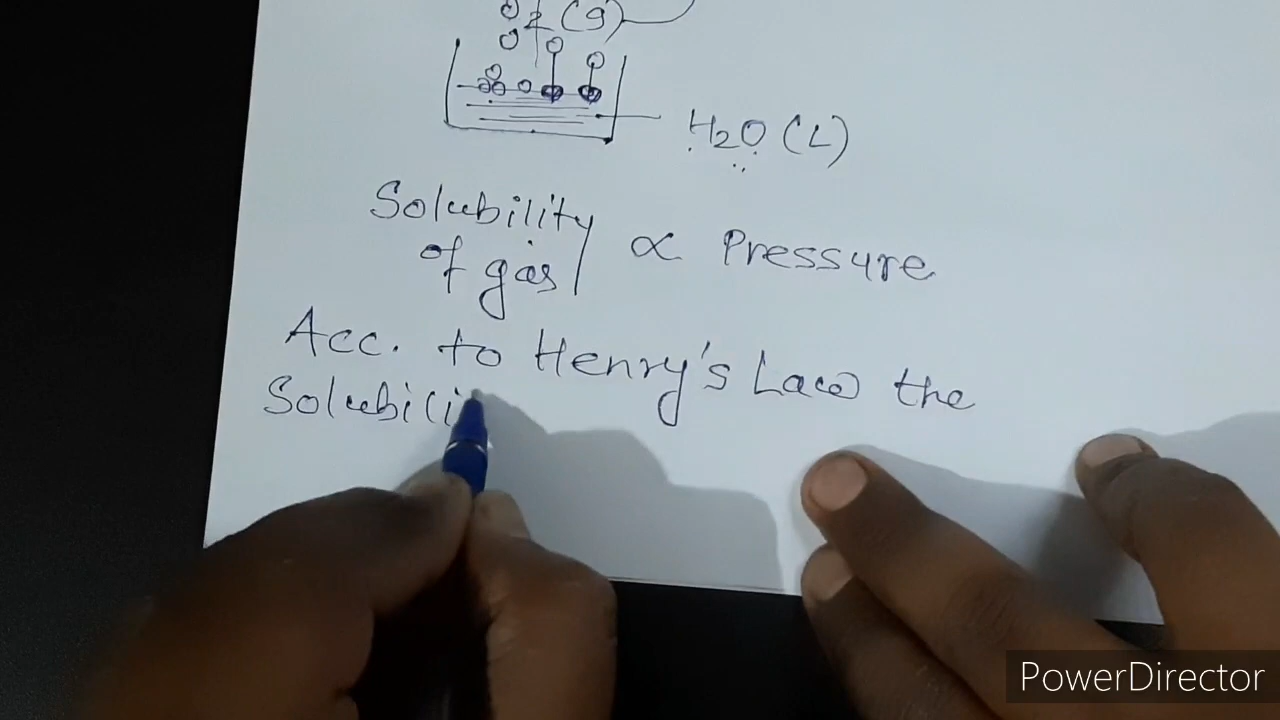 O2 (g)
H2O (L)
Solubility
of gas
∝ Pressure
Acc. to Henry's Law the
Solubili
PowerDirector